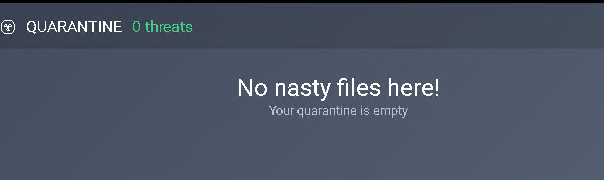 QUARANTINE 0 threats
No nasty files here!
Your quarantine is empty